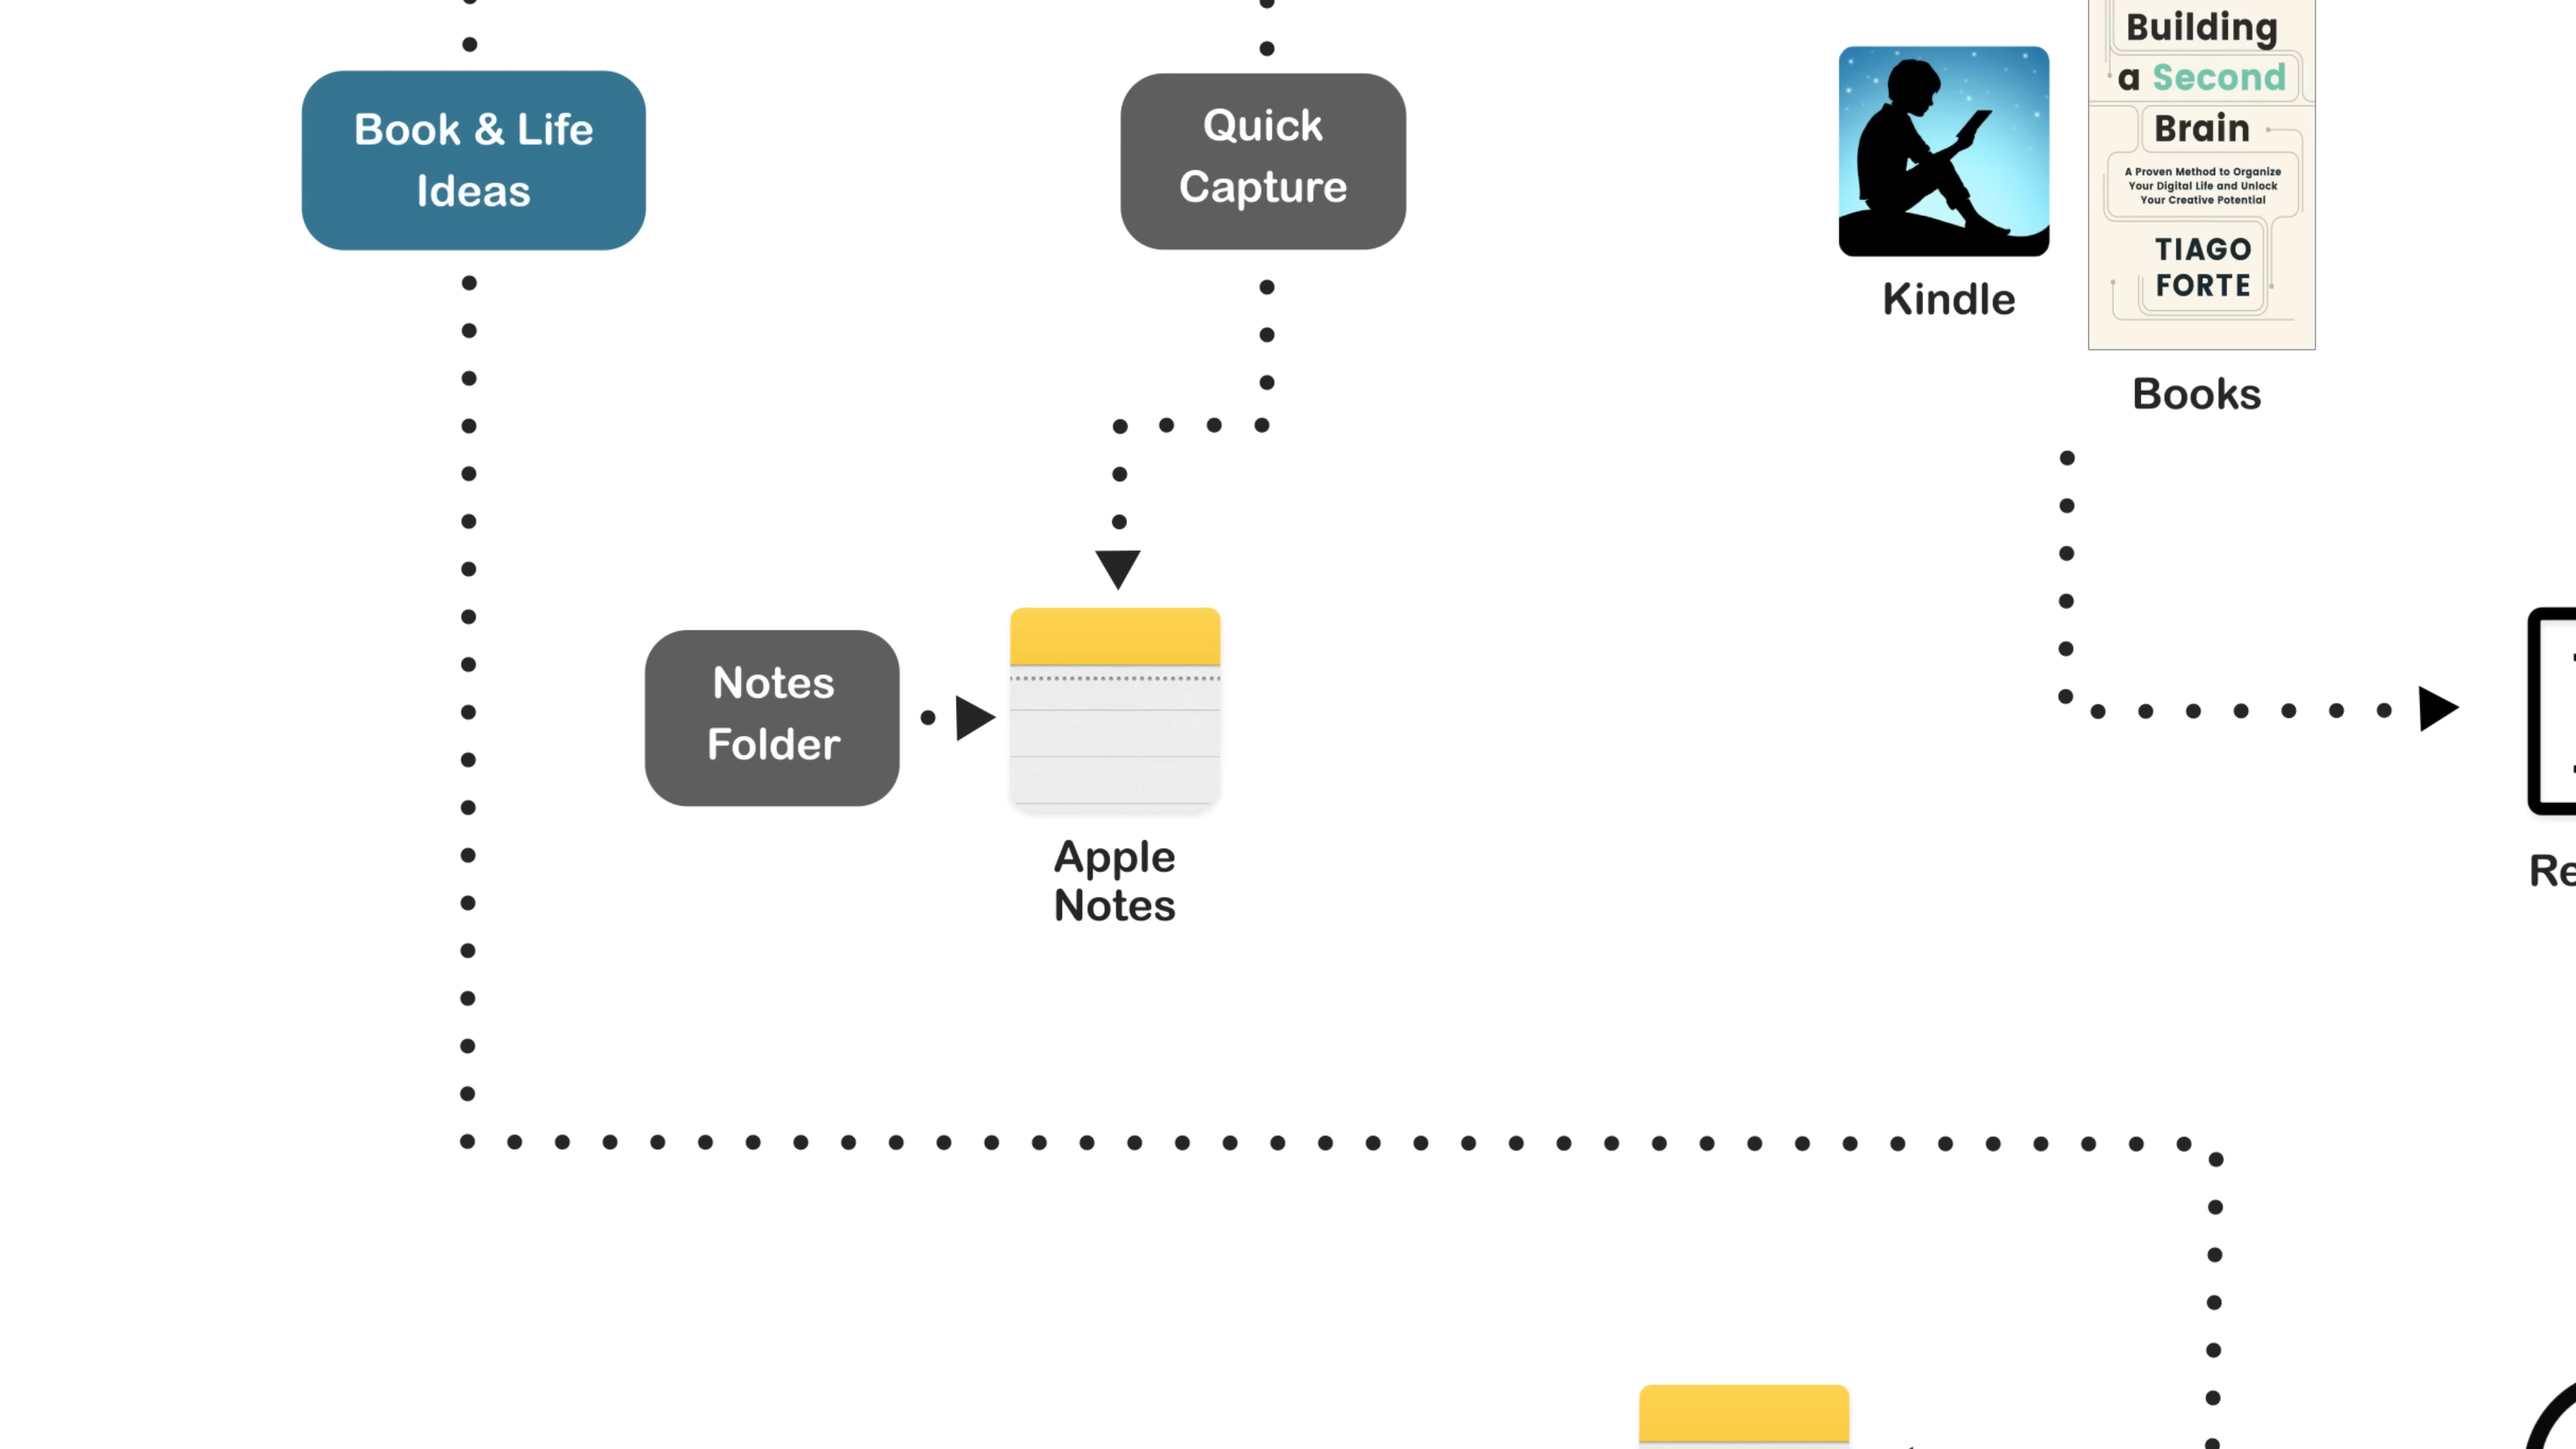 Book & Life
Ideas
Quick
Capture
Kindle
Building
a Second
Brain
A Proven Method to Organize
Your Digital Life and Unlock
Your Creative Potential
TIAGO
FORTE
Books
Notes
Folder
Apple
Notes